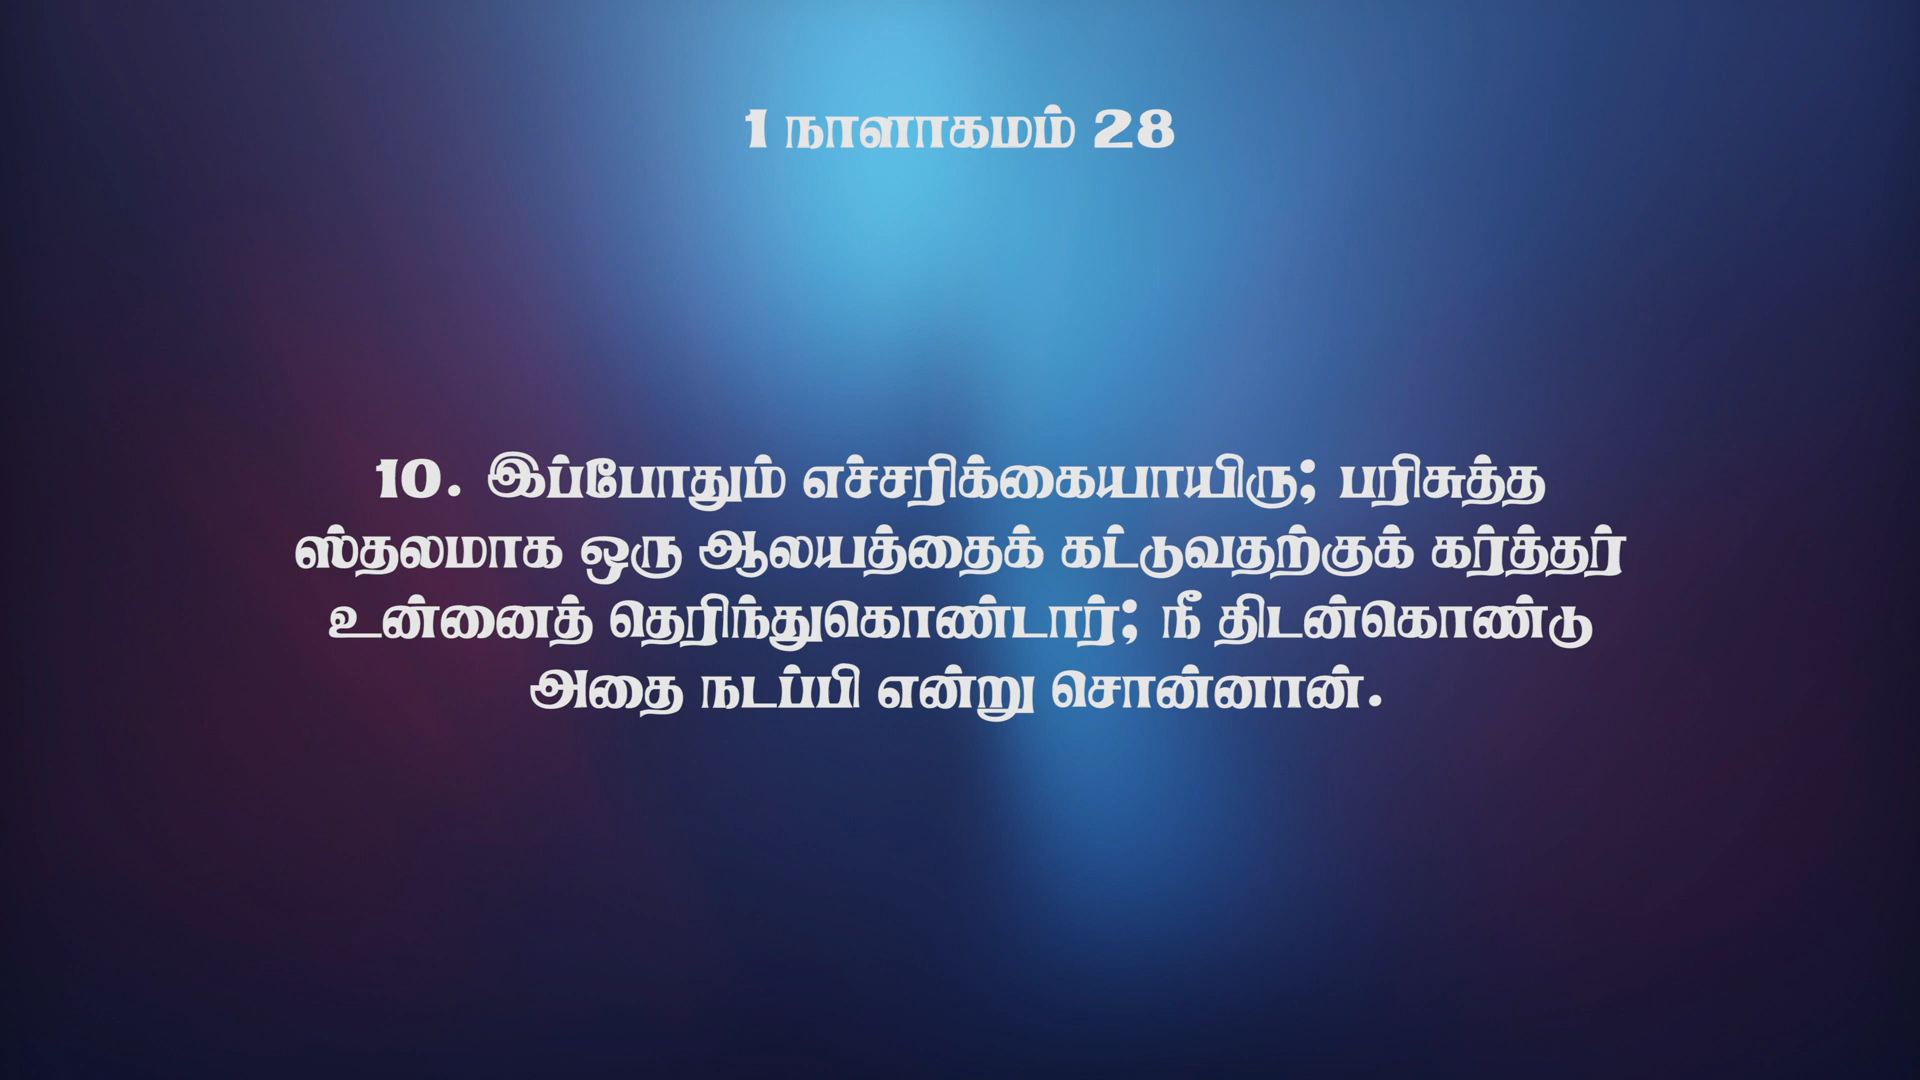 1 நாளாகமம் 28
10. இப்போதும் எச்சரிக்கையாயிரு; பரிசுத்த
ஸ்தலமாக ஒரு ஆலயத்தைக் கட்டுவதற்குக் கர்த்தர்
உன்னைத் தெரிந்துகொண்டார்; நீ திடன்கொண்டு
அதை நடப்பி என்று சொன்னான்.